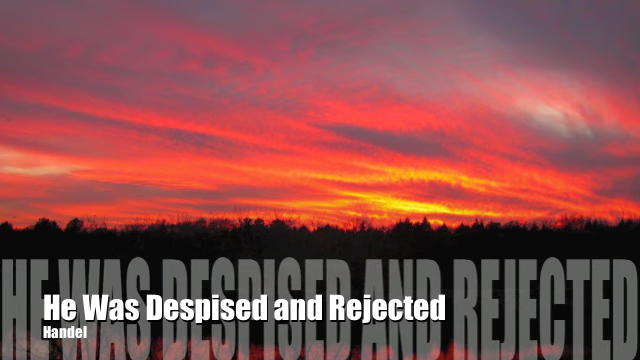 HE WAS DESPISED AND REJECTED
He Was Despised and Rejected
Handel